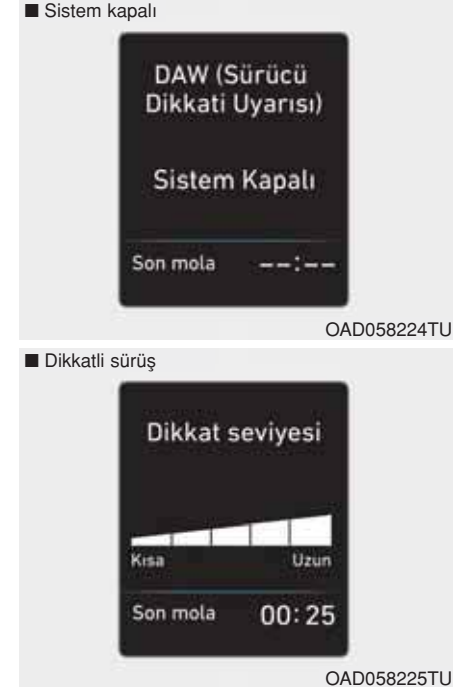 ■ Sistem kapalı
DAW (Sürücü
Dikkati Uyarısı)
Sistem Kapalı
Son mola --:--
OAD058224TU
■ Dikkatli sürüş
Dikkat seviyesi
Kısa Uzun
Son mola 00:25
OAD058225TU